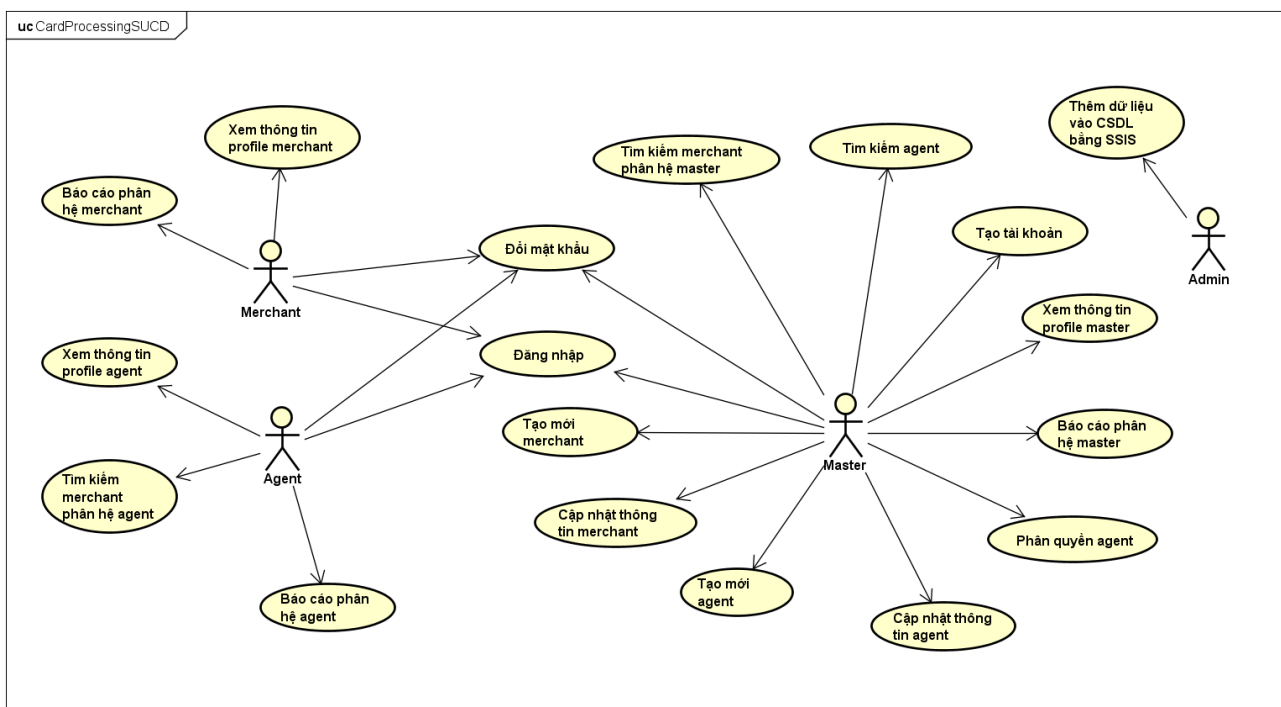 uc CardProcessingSUCD
Xem thông tin
profile merchant
Báo cáo phân
hệ merchant
Merchant
Xem thông tin
profile agent
Tìm kiếm
merchant
phân hệ agent
Agent
Báo cáo phân
hệ agent
Đổi mật khẩu
Đăng nhập
Tìm kiếm merchant
phân hệ master
Tìm kiếm agent
Tạo tài khoản
Xem thông tin
profile master
Báo cáo phân
hệ master
Phân quyền agent
Cập nhật thông
tin agent
Tạo mới
agent
Cập nhật thông
tin merchant
Tạo mới
merchant
Master
Thêm dữ liệu
vào CSDL
bằng SSIS
Admin